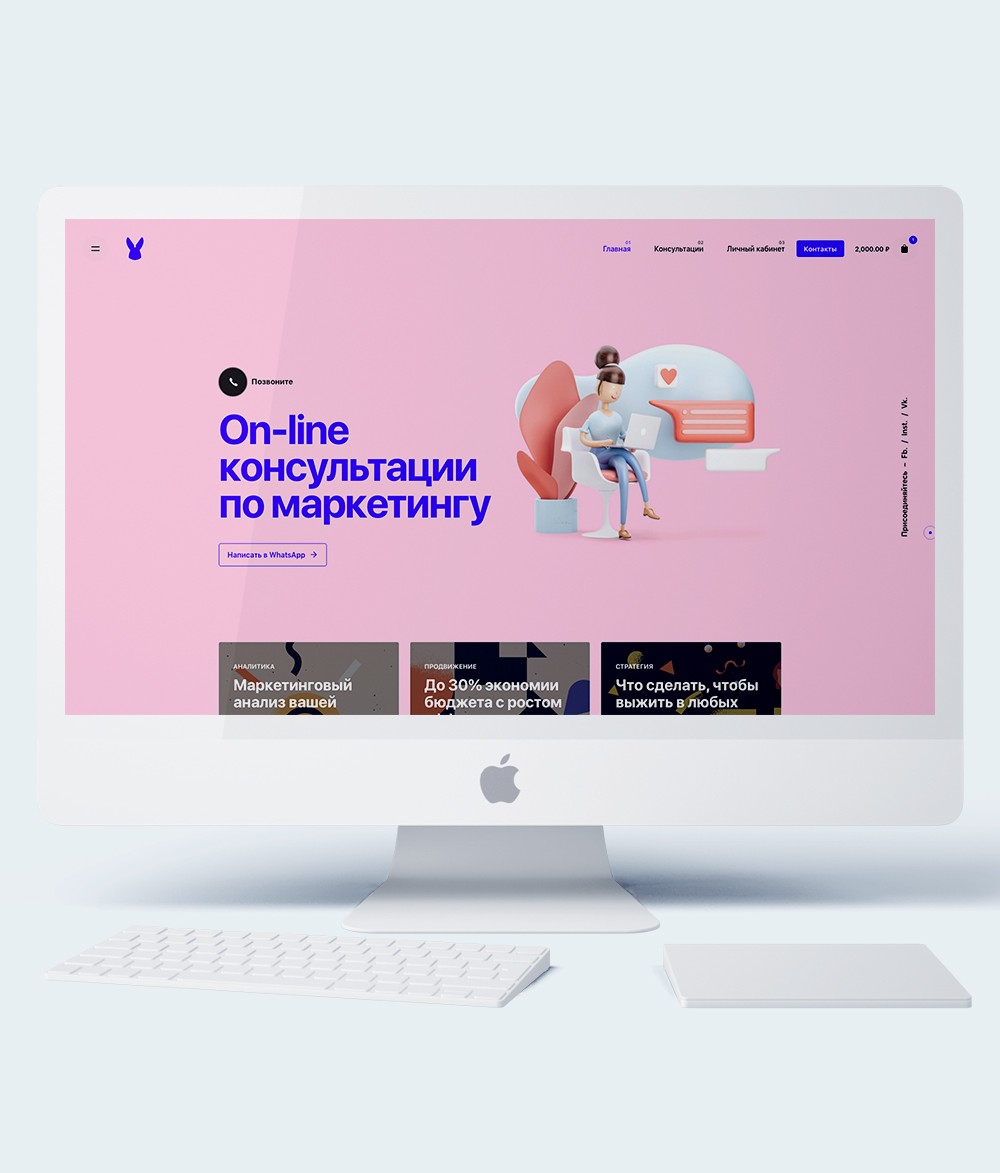 01
Главная
02
Консультации
03
Личный кабинет
Контакты
2,000.00 ₽
1
Позвоните
On-line
консультации
по маркетингу
Написать в WhatsApp
Присоединяйтесь – Fb. / Inst. / Vk.
АНАЛИТИКА
Маркетинговый
анализ вашей
ПРОДВИЖЕНИЕ
До 30% экономии
бюджета с ростом
СТРАТЕГИЯ
Что сделать, чтобы
выжить в любых